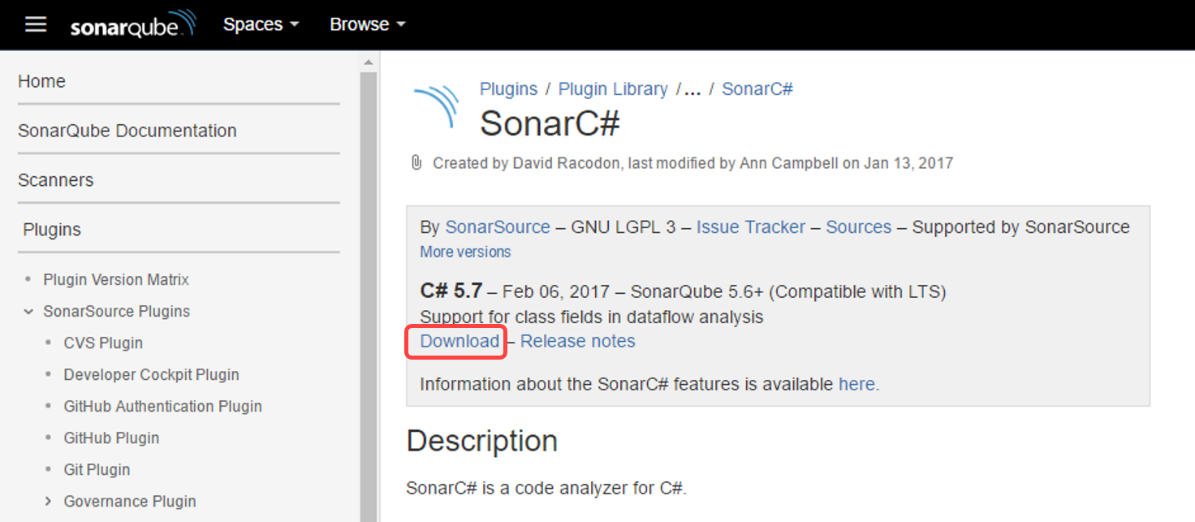 sonarqube Spaces Browse
Home
SonarQube Documentation
Scanners
Plugins
Plugin Version Matrix
SonarSource Plugins
CVS Plugin
Developer Cockpit Plugin
GitHub Authentication Plugin
GitHub Plugin
Git Plugin
Governance Plugin
Plugins / Plugin Library /... / SonarC#
SonarC#
Created by David Racodon, last modified by Ann Campbell on Jan 13, 2017
By SonarSource – GNU LGPL 3 – Issue Tracker – Sources – Supported by SonarSource
More versions
C# 5.7 – Feb 06, 2017 – SonarQube 5.6+ (Compatible with LTS)
Support for class fields in dataflow analysis
Download – Release notes
Information about the SonarC# features is available here.
Description
SonarC# is a code analyzer for C#.